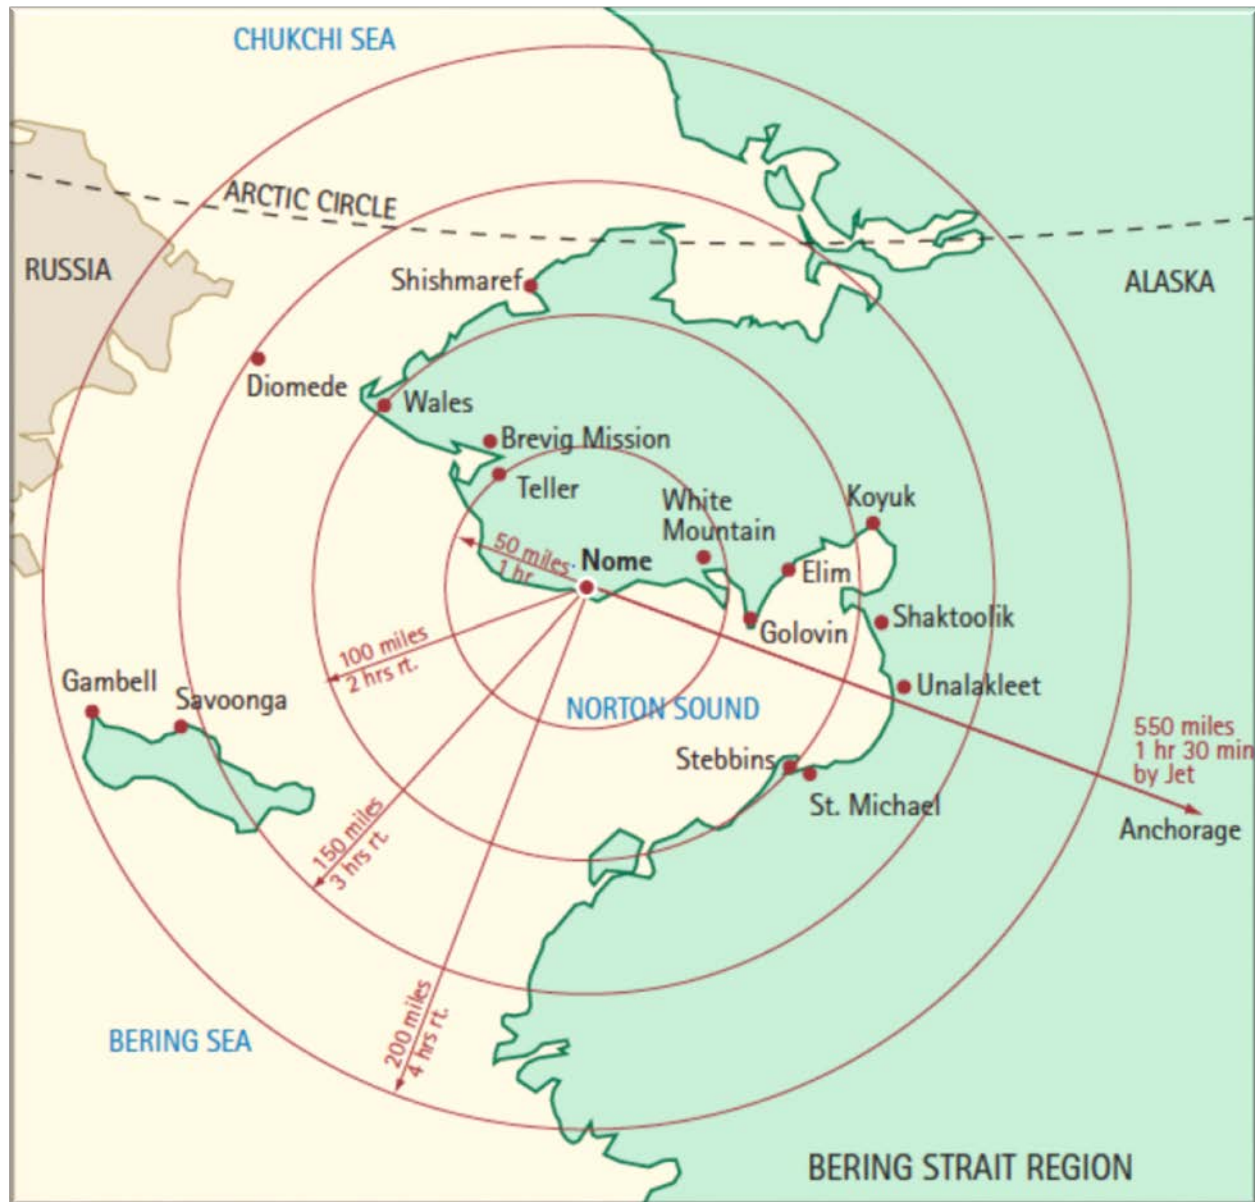 CHUKCHI SEA
ARCTIC CIRCLE
RUSSIA
Shishmaref
ALASKA
Diomede
Wales
Brevig Mission
Teller
White
Mountain
Koyuk
50 miles
1 hr
Nome
Elim
Golovin
Shaktoolik
100 miles
2 hrs rt.
Gambell
Savoonga
NORTON SOUND
Unalakleet
550 miles
1 hr 30 min
by Jet
Anchorage
Stebbins
St. Michael
150 miles
3 hrs rt.
200 miles
4 hrs rt.
BERING SEA
BERING STRAIT REGION